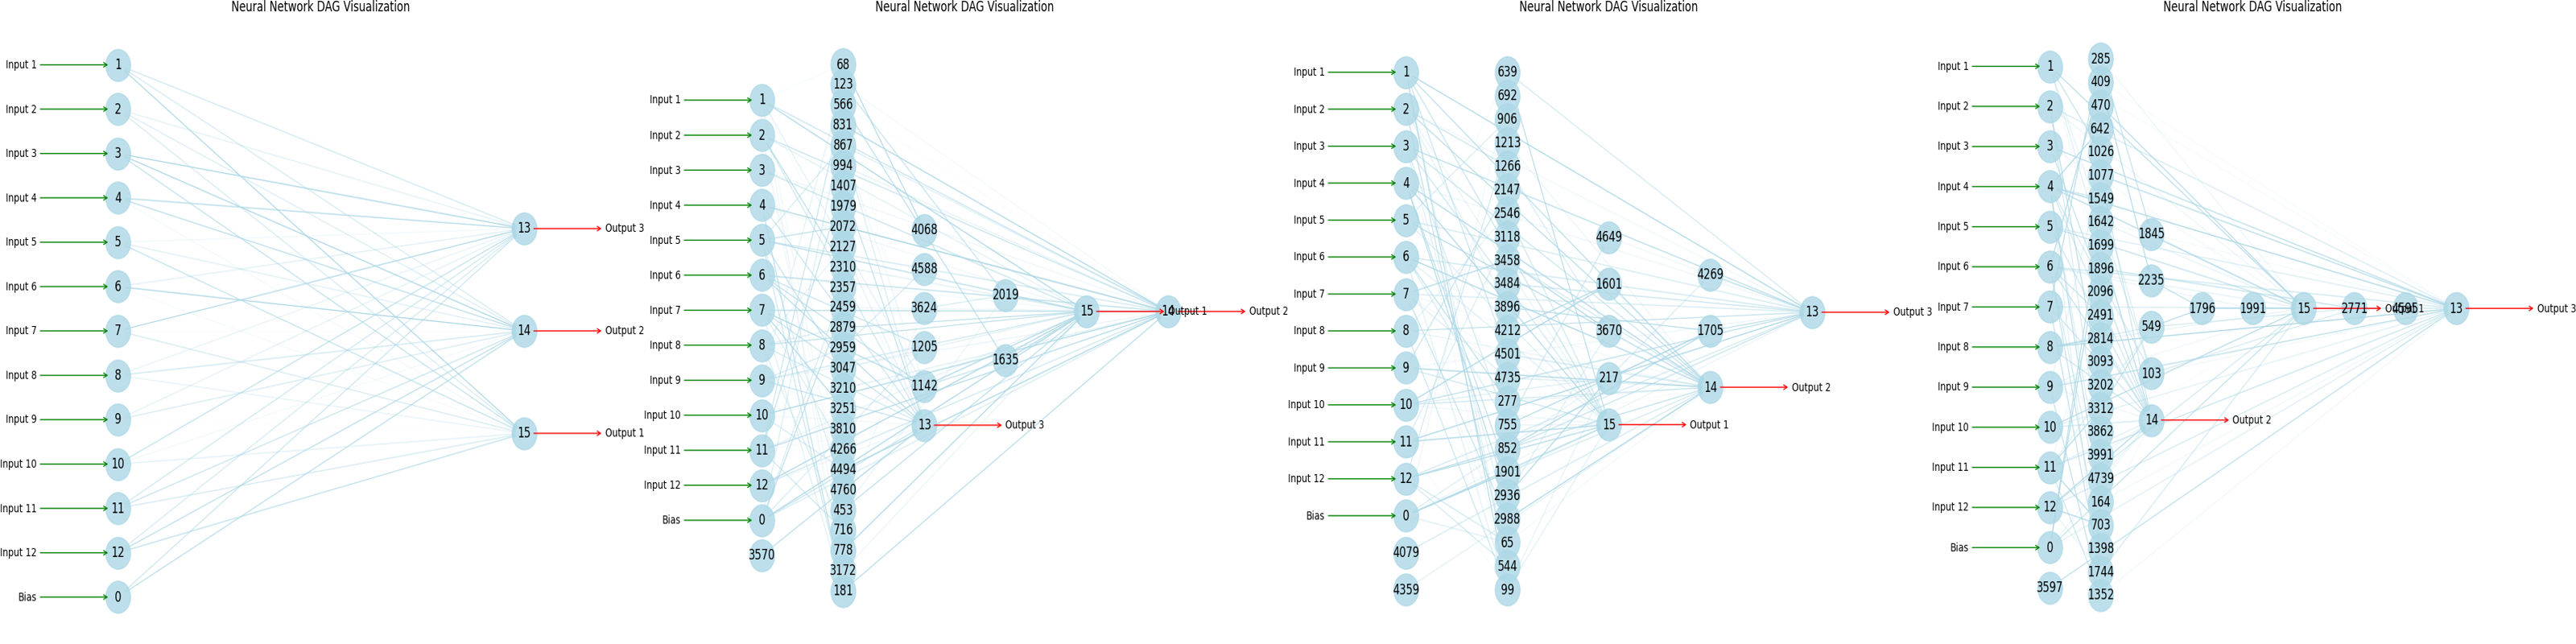 Neural Network DAG Visualization
Input 1
1
Input 2
2
Input 3
3
Input 4
4
Input 5
5
Input 6
6
Input 7
7
Input 8
8
Input 9
9
Input 10
10
Input 11
11
Input 12
12
Bias
0
13
Output 3
14
Output 2
15
Output 1
Neural Network DAG Visualization
Input 1
1
Input 2
2
Input 3
3
Input 4
4
Input 5
5
Input 6
6
Input 7
7
Input 8
8
Input 9
9
Input 10
10
Input 11
11
Input 12
12
Bias
0
3570
68
123
566
831
867
994
1407
1979
2072
2127
2310
2357
2459
2879
2959
3047
3210
3251
3810
4266
4494
4760
453
716
778
3172
181
4068
4588
3624
1205
1142
13
Output 3
2019
1635
15
Output 1
14
Output 2
Neural Network DAG Visualization
Input 1
1
Input 2
2
Input 3
3
Input 4
4
Input 5
5
Input 6
6
Input 7
7
Input 8
8
Input 9
9
Input 10
10
Input 11
11
Input 12
12
Bias
0
4079
4359
639
692
906
1213
1266
2147
2546
3118
3458
3484
3896
4212
4501
4735
277
755
852
1901
2936
2988
65
544
99
4649
1601
3670
217
15
Output 1
4269
1705
14
Output 2
13
Output 3
Neural Network DAG Visualization
Input 1
1
Input 2
2
Input 3
3
Input 4
4
Input 5
5
Input 6
6
Input 7
7
Input 8
8
Input 9
9
Input 10
10
Input 11
11
Input 12
12
Bias
0
3597
285
409
470
642
1026
1077
1549
1642
1699
1896
2096
2491
2814
3093
3202
3312
3862
3991
4739
164
703
1398
1744
1352
1845
2235
549
103
14
Output 2
1796
1991
15
Output 1
2771
4595
13
Output 3